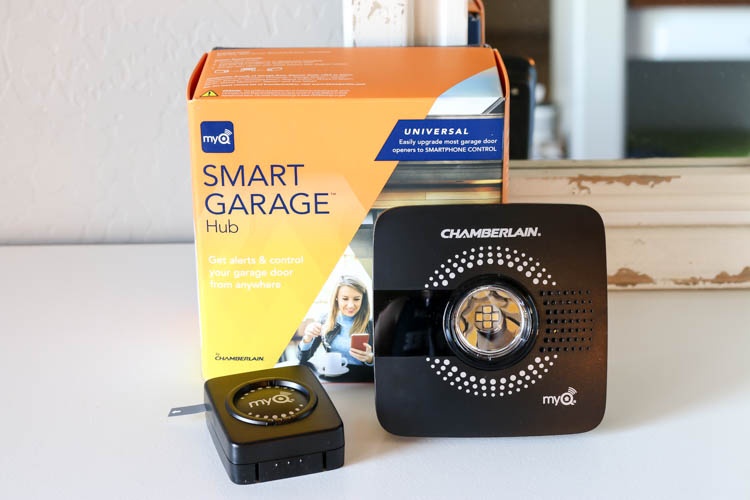 myQ
SMART
GARAGE™
Hub
Get alerts & control
your garage door
from anywhere
by CHAMBERLAIN
UNIVERSAL
Easily upgrade most garage door
openers to SMARTPHONE CONTROL
CHAMBERLAIN®
myQ
myQ